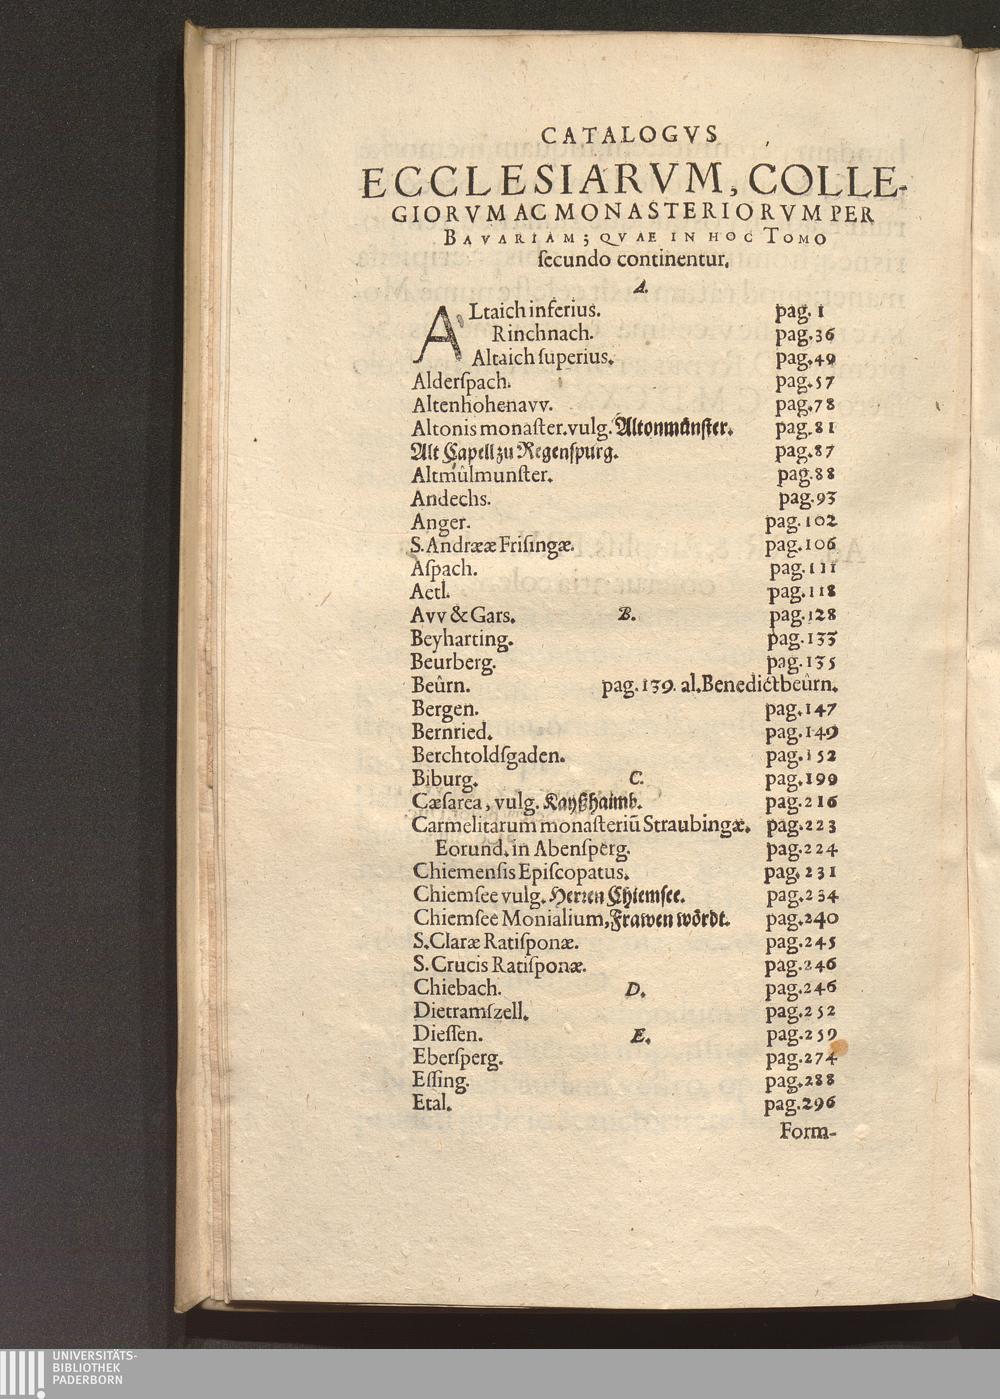 CATALOGVS
ECCLESIARVM, COLLE-
GIORVM AC MONASTERIORVM PER
BAVARIAM; QVAE IN HOC TOMO
ſecundo continentur.
A.
ALtaich inferius. pag. 1
Rinchnach. pag. 36
Altaich ſuperius. pag. 49
Alderſpach. pag. 57
Altenhohenavv. pag. 78
Altonis monaſter. vulg. Altonmünſter. pag. 81
Alt Capell zu Regenſpurg. pag. 87
Altmûlmunſter. pag. 88
Andechs. pag. 93
Anger. pag. 102
S. Andrææ Friſingæ. pag. 106
Aſpach. pag. 111
Aetl. pag. 118
Avv & Gars. B. pag. 128
Beyharting. pag. 133
Beurberg. pag. 135
Beûrn. pag. 139. al. Benedictbeûrn.
Bergen. pag. 147
Bernried. pag. 149
Berchtoldſgaden. pag. 152
Biburg. C. pag. 199
Cæſarea, vulg. Kayßhaimb. pag. 216
Carmelitarum monaſteriũ Straubingæ. pag. 223
Eorund. in Abenſperg. pag. 224
Chiemenſis Epiſcopatus. pag. 231
Chiemſee vulg. Herren Chiemſee. pag. 234
Chiemſee Monialium, Frawen wördt. pag. 240
S. Claræ Ratiſponæ. pag. 245
S. Crucis Ratiſponæ. pag. 246
Chiebach. D. pag. 246
Dietramſzell. pag. 252
Dieſſen. E. pag. 259
Eberſperg. pag. 274
Eſſing. pag. 288
Etal. pag. 296
Form-
UNIVERSITÄTS-
BIBLIOTHEK
PADERBORN